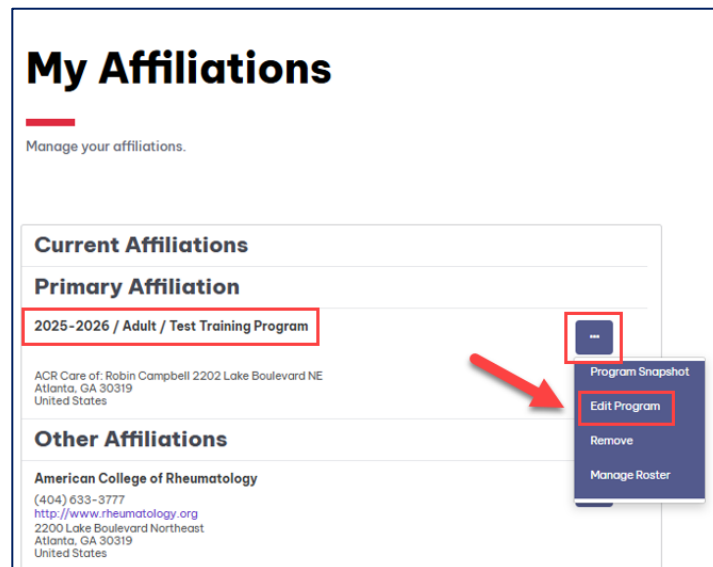 My Affiliations
Manage your affiliations.
Current Affiliations
Primary Affiliation
2025-2026 / Adult / Test Training Program
...
ACR Care of: Robin Campbell 2202 Lake Boulevard NE
Atlanta, GA 30319
United States
Program Snapshot
Edit Program
Remove
Manage Roster
Other Affiliations
American College of Rheumatology
(404) 633-3777
http://www.rheumatology.org
2200 Lake Boulevard Northeast
Atlanta, GA 30319
United States